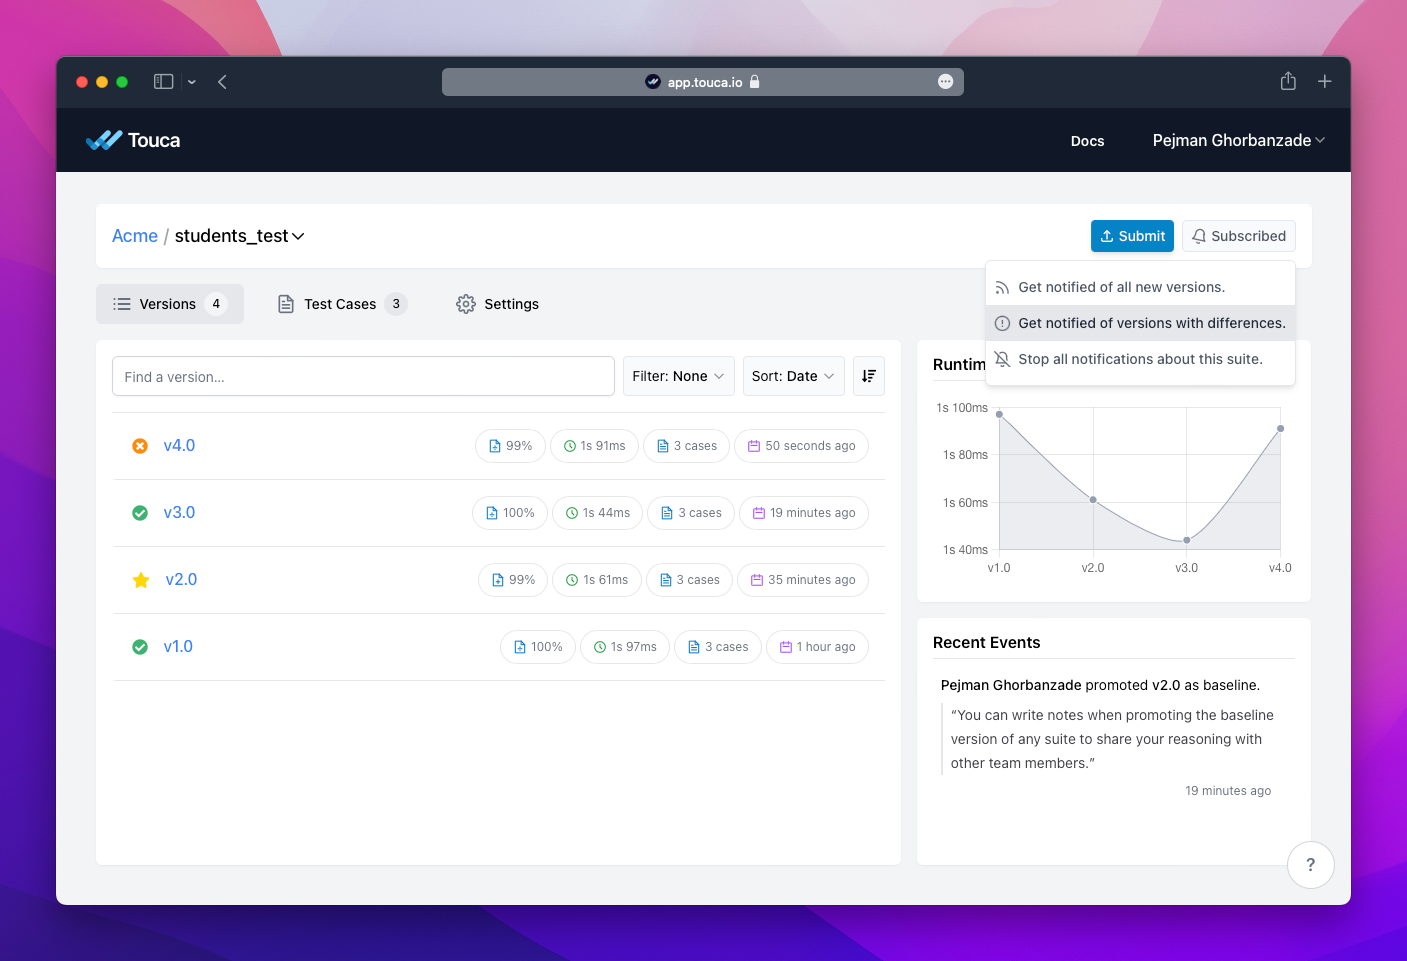 app.touca.io
Touca
Docs
Pejman Ghorbanzade
Acme / students_test
Submit
Subscribed
Get notified of all new versions.
Get notified of versions with differences.
Stop all notifications about this suite.
Versions 4
Test Cases 3
Settings
Find a version...
Filter: None
Sort: Date
v4.0 99% 1s 91ms 3 cases 50 seconds ago
v3.0 100% 1s 44ms 3 cases 19 minutes ago
v2.0 99% 1s 61ms 3 cases 35 minutes ago
v1.0 100% 1s 97ms 3 cases 1 hour ago
Runtim
1s 100ms
1s 80ms
1s 60ms
1s 40ms
v1.0 v2.0 v3.0 v4.0
Recent Events
Pejman Ghorbanzade promoted v2.0 as baseline.
“You can write notes when promoting the baseline
version of any suite to share your reasoning with
other team members.”
19 minutes ago
?